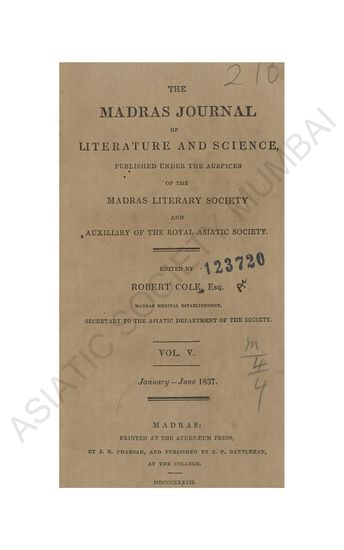 210
THE
MADRAS JOURNAL
OF
LITERATURE AND SCIENCE,
PUBLISHED UNDER THE AUSPICES
OF THE
MADRAS LITERARY SOCIETY
AND
AUXILIARY OF THE ROYAL ASIATIC SOCIETY.
EDITED BY
123720
ROBERT COLE, ESQ.
MADRAS MEDICAL ESTABLISHMENT,
SECRETARY TO THE ASIATIC DEPARTMENT OF THE SOCIETY.
VOL. V.
m
4
4
January—June 1837.
MADRAS:
PRINTED AT THE ATHENÆUM PRESS,
BY J. B. PHAROAH, AND PUBLISHED BY J. P. BANTLEMAN,
AT THE COLLEGE.
MDCCCXXXVII.
ASIATIC SOCIETY MUMBAI